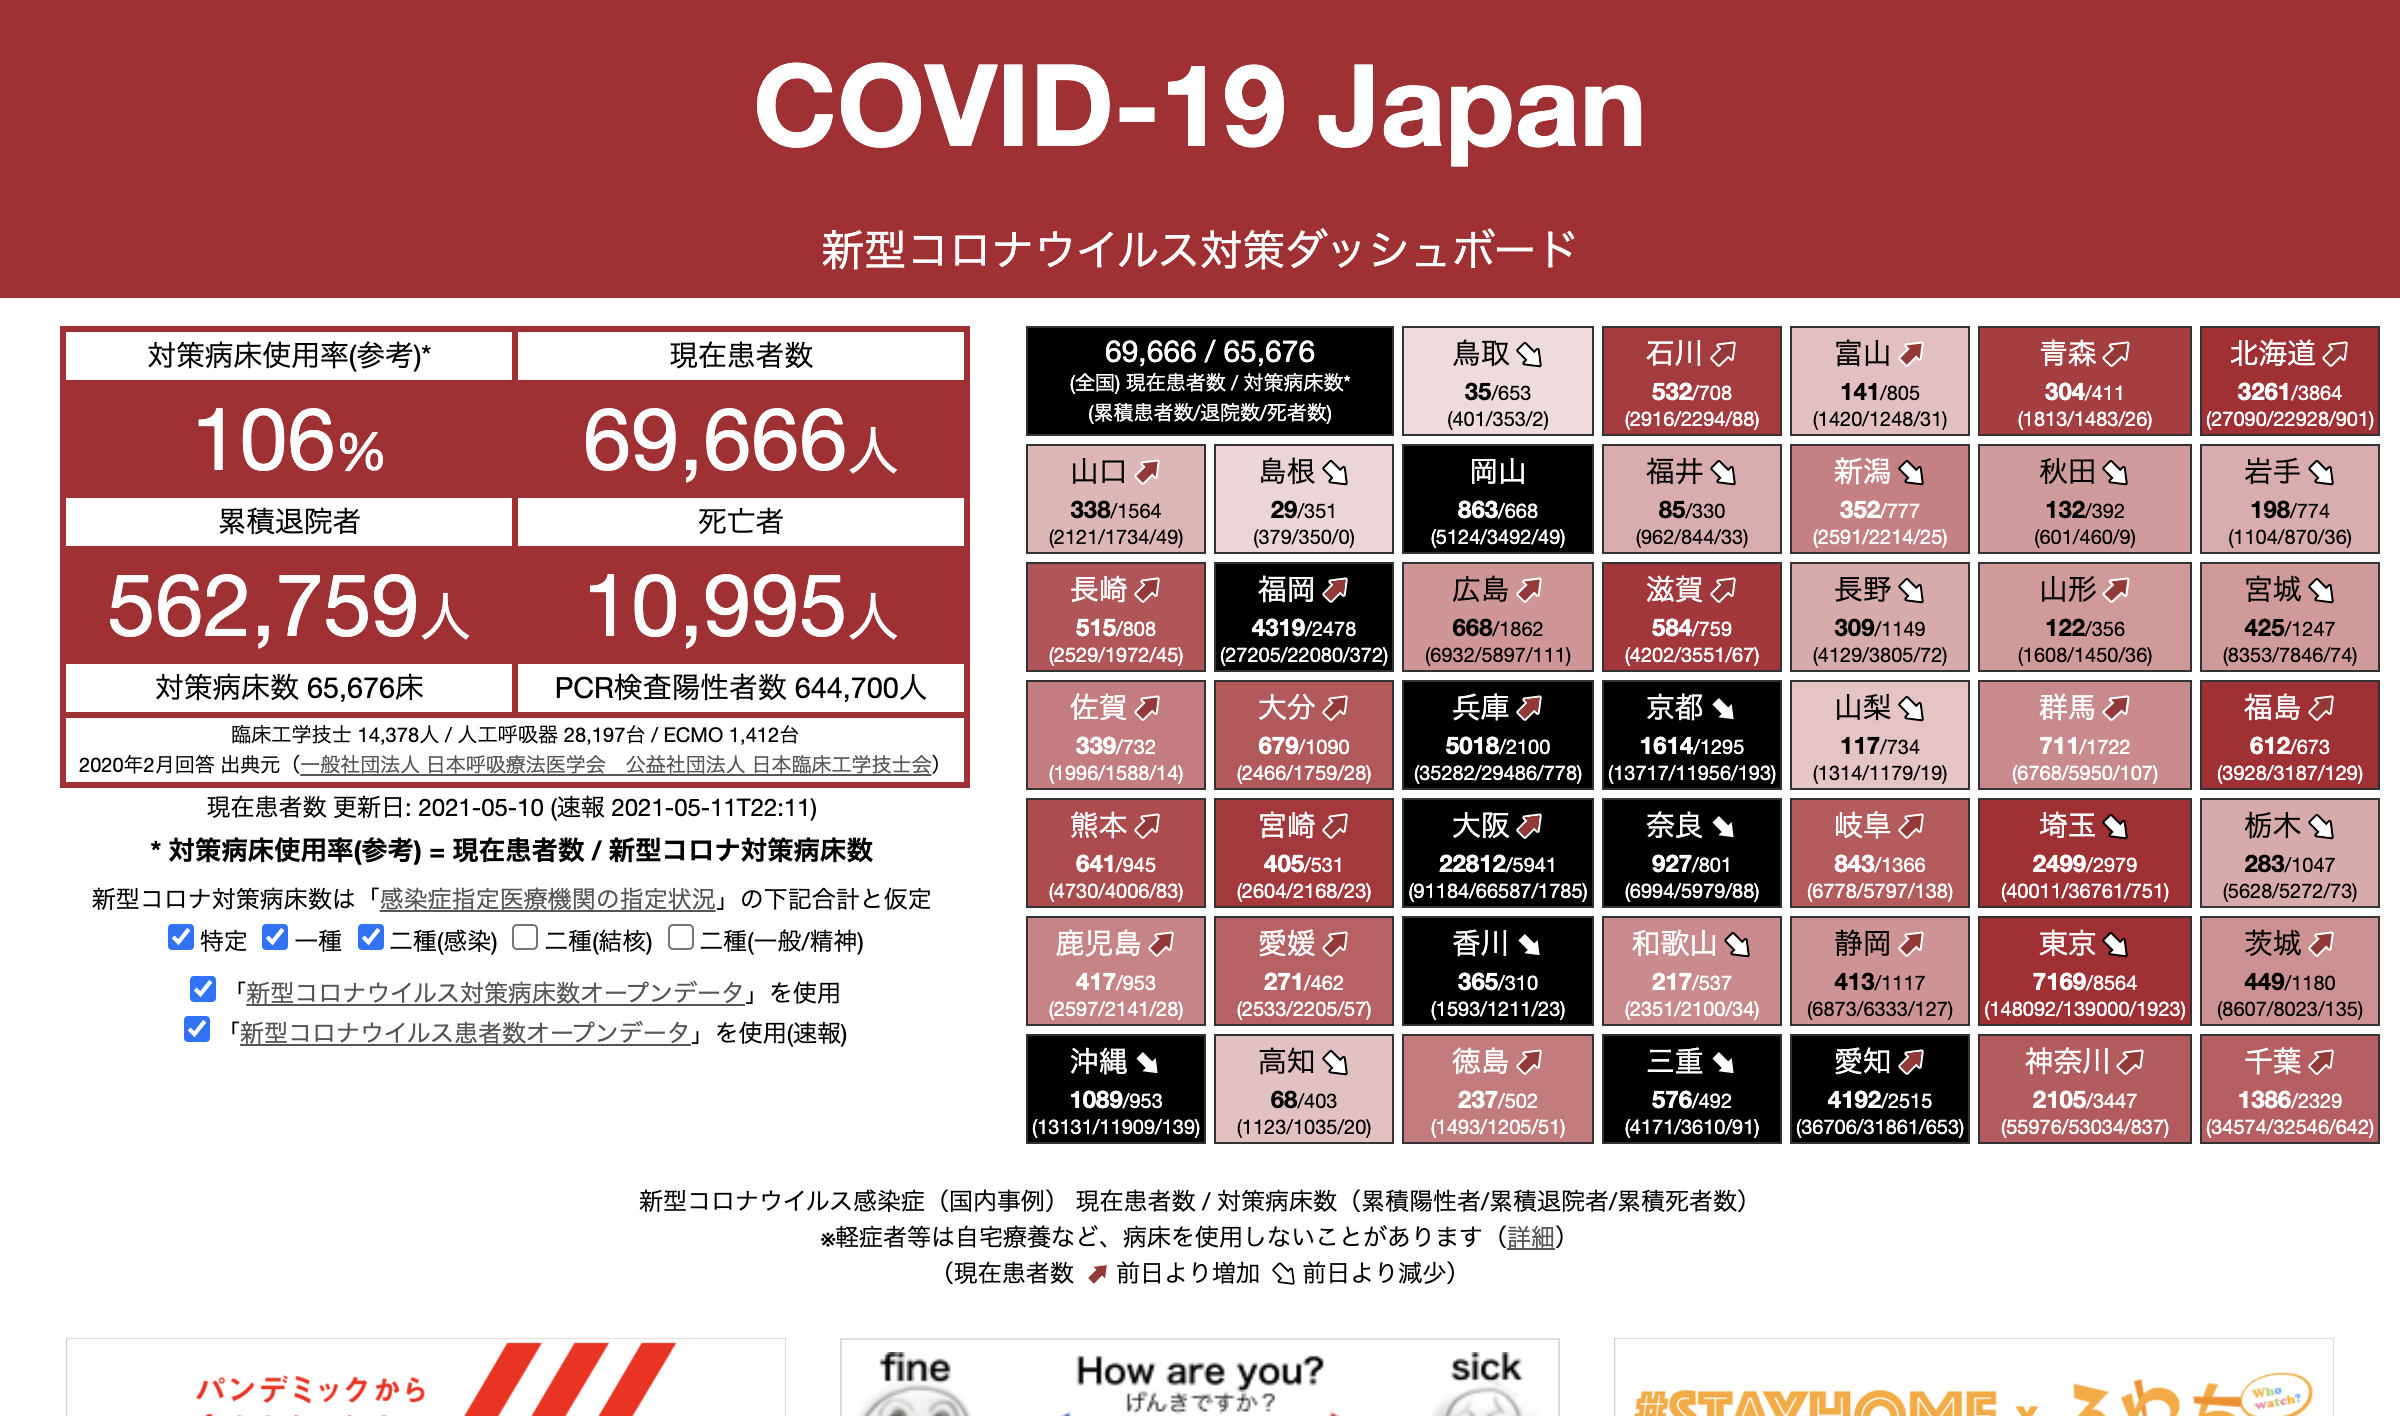 COVID-19 Japan
新型コロナウイルス対策ダッシュボード
対策病床使用率(参考)*
現在患者数
106%
69,666人
累積退院者
死亡者
562,759人
10,995人
対策病床数 65,676床
PCR検査陽性者数 644,700人
臨床工学技士 14,378人 / 人工呼吸器 28,197台 / ECMO 1,412台
2020年2月回答 出典元（一般社団法人 日本呼吸療法医学会　公益社団法人 日本臨床工学技士会）
現在患者数 更新日: 2021-05-10 (速報 2021-05-11T22:11)
* 対策病床使用率(参考) = 現在患者数 / 新型コロナ対策病床数
新型コロナ対策病床数は「感染症指定医療機関の指定状況」の下記合計と仮定
特定 一種 二種(感染) 二種(結核) 二種(一般/精神)
「新型コロナウイルス対策病床数オープンデータ」を使用
「新型コロナウイルス患者数オープンデータ」を使用(速報)
69,666 / 65,676
(全国) 現在患者数 / 対策病床数*
(累積患者数/退院数/死者数)
鳥取
35/653
(401/353/2)
石川
532/708
(2916/2294/88)
富山
141/805
(1420/1248/31)
青森
304/411
(1813/1483/26)
北海道
3261/3864
(27090/22928/901)
山口
338/1564
(2121/1734/49)
島根
29/351
(379/350/0)
岡山
863/668
(5124/3492/49)
福井
85/330
(962/844/33)
新潟
352/777
(2591/2214/25)
秋田
132/392
(601/460/9)
岩手
198/774
(1104/870/36)
長崎
515/808
(2529/1972/45)
福岡
4319/2478
(27205/22080/372)
広島
668/1862
(6932/5897/111)
滋賀
584/759
(4202/3551/67)
長野
309/1149
(4129/3805/72)
山形
122/356
(1608/1450/36)
宮城
425/1247
(8353/7846/74)
佐賀
339/732
(1996/1588/14)
大分
679/1090
(2466/1759/28)
兵庫
5018/2100
(35282/29486/778)
京都
1614/1295
(13717/11956/193)
山梨
117/734
(1314/1179/19)
群馬
711/1722
(6768/5950/107)
福島
612/673
(3928/3187/129)
熊本
641/945
(4730/4006/83)
宮崎
405/531
(2604/2168/23)
大阪
22812/5941
(91184/66587/1785)
奈良
927/801
(6994/5979/88)
岐阜
843/1366
(6778/5797/138)
埼玉
2499/2979
(40011/36761/751)
栃木
283/1047
(5628/5272/73)
鹿児島
417/953
(2597/2141/28)
愛媛
271/462
(2533/2205/57)
香川
365/310
(1593/1211/23)
和歌山
217/537
(2351/2100/34)
静岡
413/1117
(6873/6333/127)
東京
7169/8564
(148092/139000/1923)
茨城
449/1180
(8607/8023/135)
沖縄
1089/953
(13131/11909/139)
高知
68/403
(1123/1035/20)
徳島
237/502
(1493/1205/51)
三重
576/492
(4171/3610/91)
愛知
4192/2515
(36706/31861/653)
神奈川
2105/3447
(55976/53034/837)
千葉
1386/2329
(34574/32546/642)
新型コロナウイルス感染症（国内事例） 現在患者数 / 対策病床数（累積陽性者/累積退院者/累積死者数）
※軽症者等は自宅療養など、病床を使用しないことがあります（詳細）
（現在患者数 前日より増加 前日より減少）
パンデミックから
fine
How are you?
げんきですか？
sick
#STAYHOME x
Who watch?